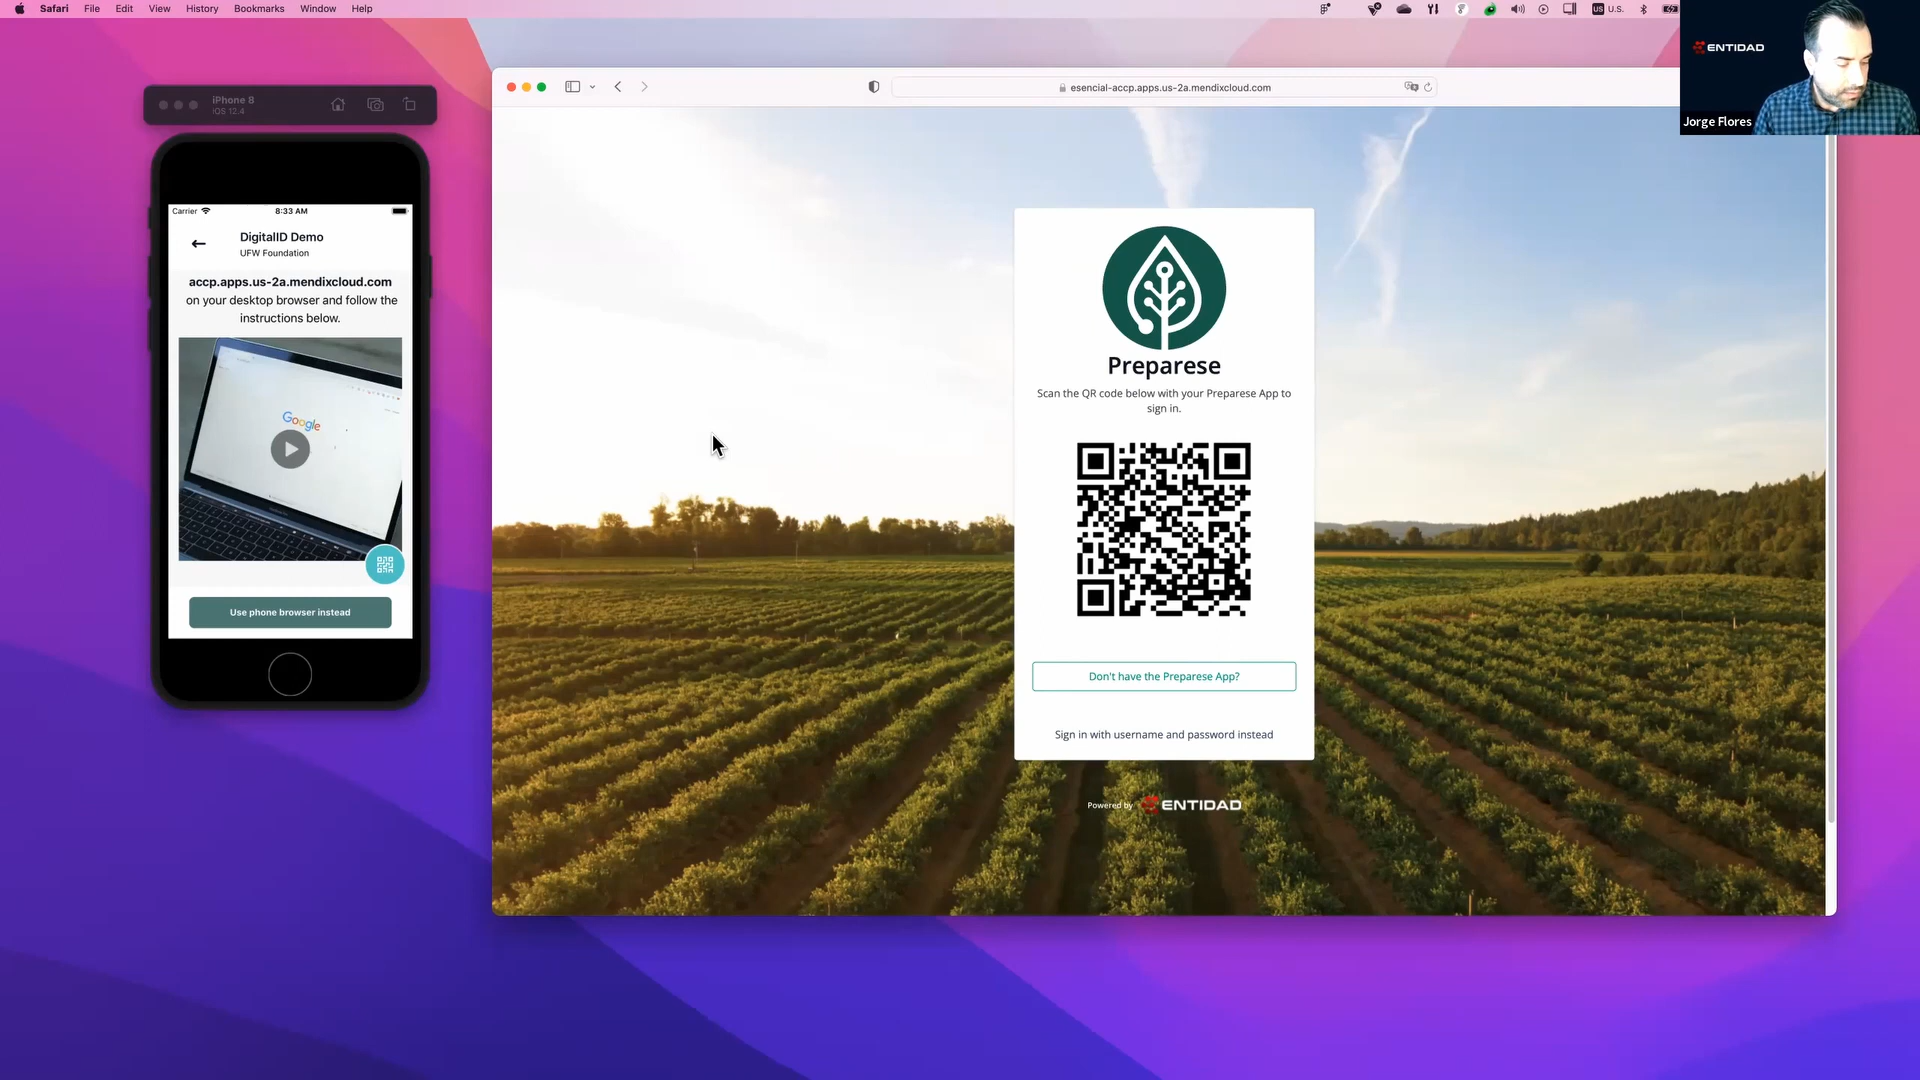 Safari File Edit View History Bookmarks Window Help
US U.S.
ENTIDAD
Jorge Flores
iPhone 8
iOS 12.4
esencial-accp.apps.us-2a.mendixcloud.com
Carrier 8:33 AM
DigitalID Demo
UFW Foundation
accp.apps.us-2a.mendixcloud.com
on your desktop browser and follow the
instructions below.
Google
Use phone browser instead
Preparese
Scan the QR code below with your Preparese App to
sign in.
Don't have the Preparese App?
Sign in with username and password instead
Powered by ENTIDAD